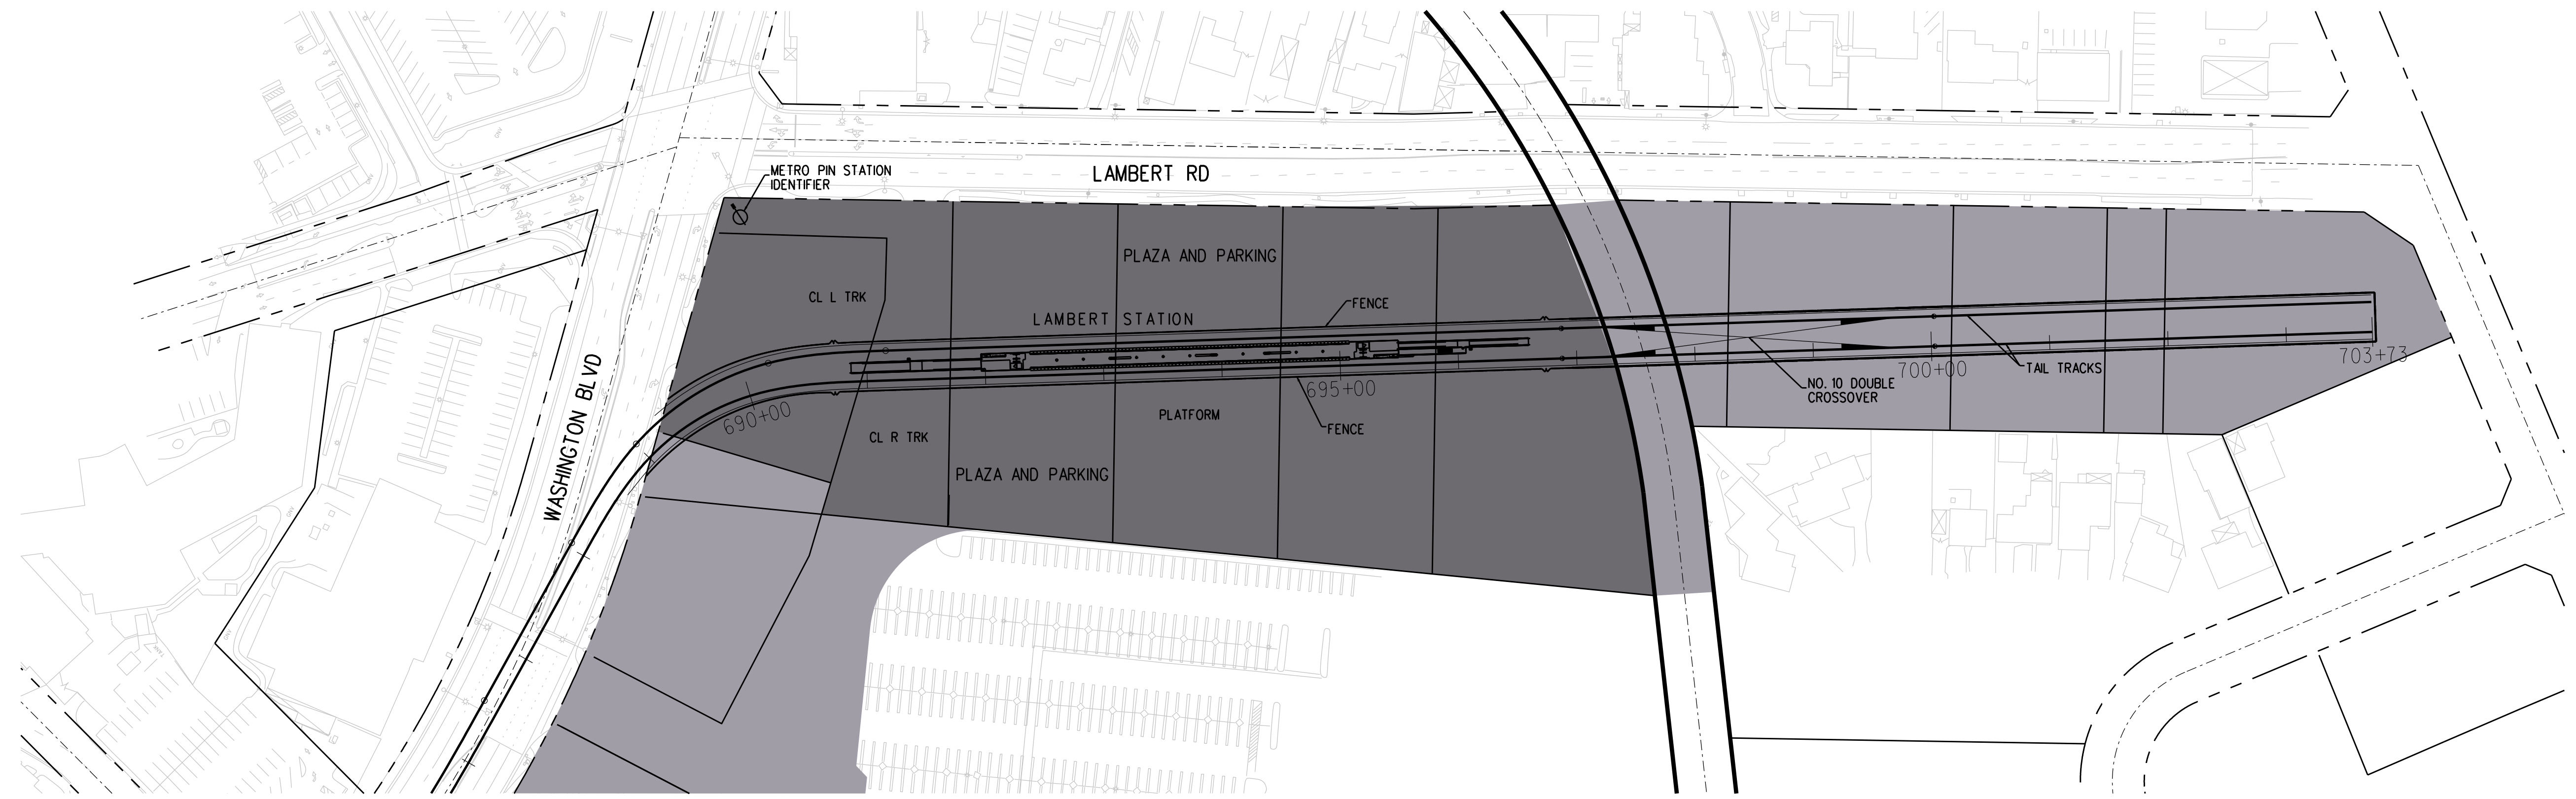 METRO PIN STATION
IDENTIFIER
LAMBERT RD
PLAZA AND PARKING
CL L TRK
FENCE
LAMBERT STATION
WASHINGTON BLVD
690+00
695+00
700+00
703+73
TAIL TRACKS
NO. 10 DOUBLE
CROSSOVER
PLATFORM
FENCE
CL R TRK
PLAZA AND PARKING